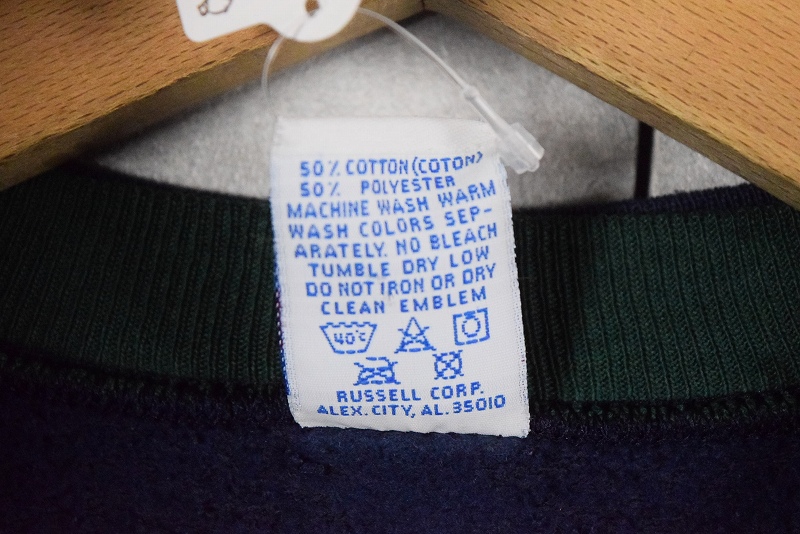 50% COTTON (COTON)
50% POLYESTER
MACHINE WASH WARM
WASH COLORS SEP-
ARATELY. NO BLEACH
TUMBLE DRY LOW
DO NOT IRON OR DRY
CLEAN EMBLEM
40°C
RUSSELL CORP.
ALEX. CITY, AL. 35010